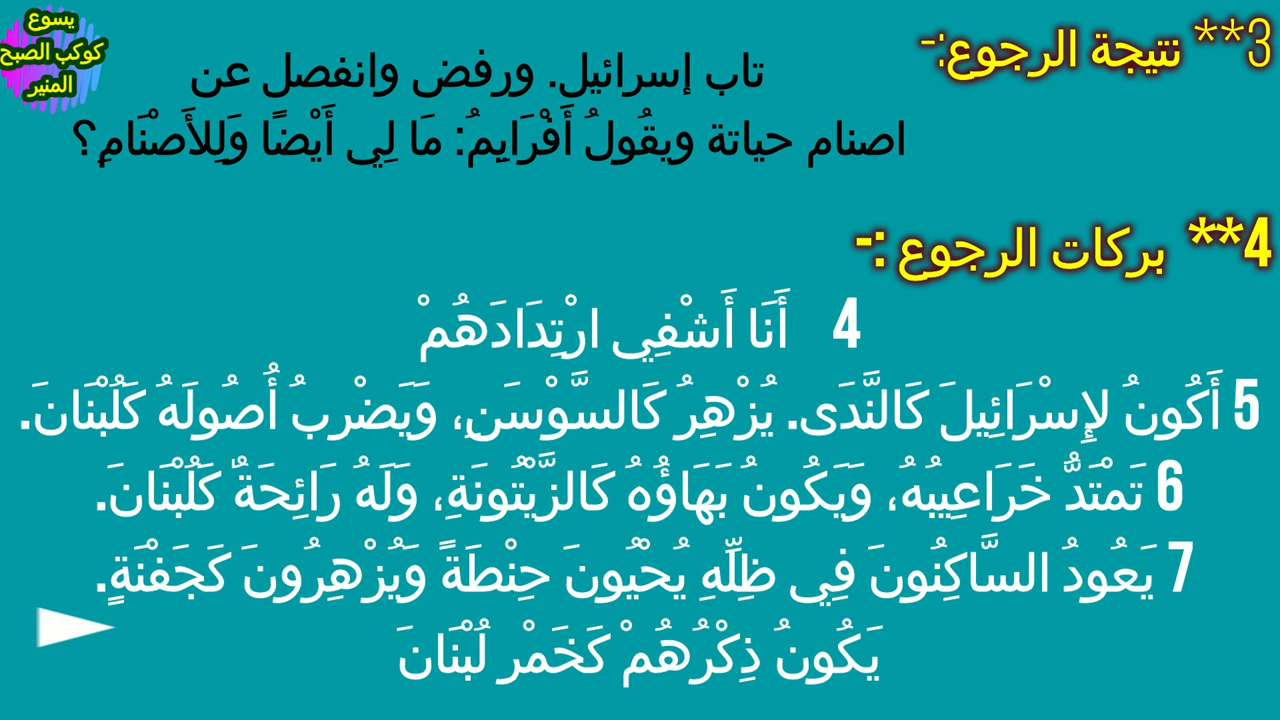 3** نتيجة الرجوع:-
يسوع
كوكب الصبح
المنير
تاب إسرائيل. ورفض وانفصل عن
اصنام حياتة ويقُولُ أَفْرَايِمُ: مَا لِي أَيْضًا وَلِلأَصْنَامِ؟
4** بركات الرجوع :-
4 أَنَا أَشْفِي ارْتِدَادَهُمْ
5 أَكُونُ لإِسْرَائِيلَ كَالنَّدَى. يُزْهِرُ كَالسَّوْسَنِ، وَيَضْرِبُ أُصُولَهُ كَلُبْنَانَ.
6 تَمْتَدُّ خَرَاعِيبُهُ، وَيَكُونُ بَهَاؤُهُ كَالزَّيْتُونَةِ، وَلَهُ رَائِحَةٌ كَلُبْنَانَ.
7 يَعُودُ السَّاكِنُونَ فِي ظِلِّهِ يُحْيُونَ حِنْطَةً وَيُزْهِرُونَ كَجَفْنَةٍ.
يَكُونُ ذِكْرُهُمْ كَخَمْرِ لُبْنَانَ